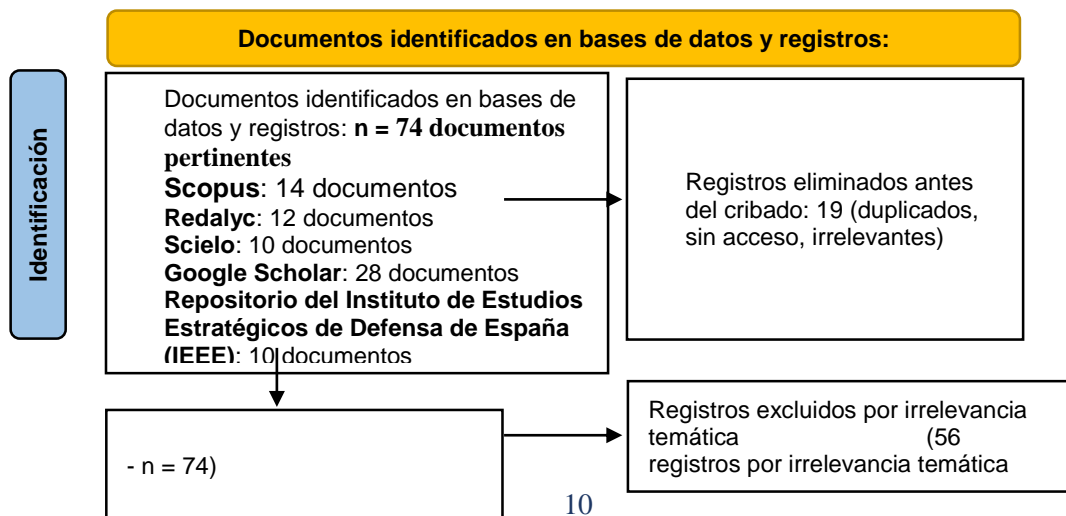 Documentos identificados en bases de datos y registros:
Identificación
Documentos identificados en bases de
datos y registros: n = 74 documentos
pertinentes
Scopus: 14 documentos
Redalyc: 12 documentos
Scielo: 10 documentos
Google Scholar: 28 documentos
Repositorio del Instituto de Estudios
Estratégicos de Defensa de España
(IEEE): 10 documentos
Registros eliminados antes
del cribado: 19 (duplicados,
sin acceso, irrelevantes)
- n = 74)
Registros excluidos por irrelevancia
temática (56
registros por irrelevancia temática
10